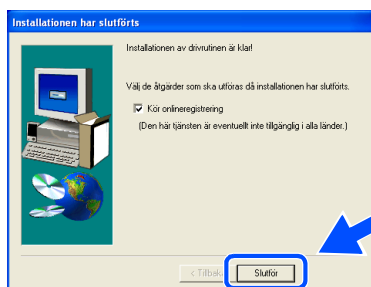 Installationen har slutförts
Installationen av drivrutinen är klar!
Välj de åtgärder som ska utföras då installationen har slutförts.
Kör onlineregistrering
(Den här tjänsten är eventuellt inte tillgänglig i alla länder.)
< Tillbaka
Slutför